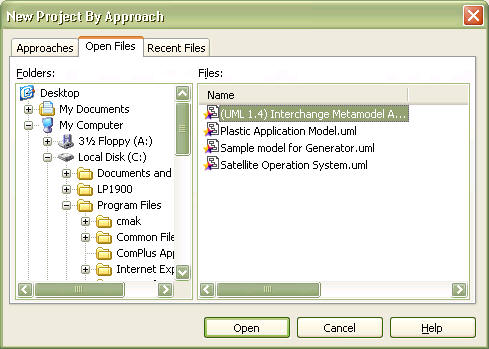 New Project By Approach
Approaches Open Files Recent Files
Folders:
Desktop
My Documents
My Computer
3½ Floppy (A:)
Local Disk (C:)
Documents and
LP1900
Program Files
cmak
Common File
ComPlus App
Internet Exp
Files:
Name
(UML 1.4) Interchange Metamodel A...
Plastic Application Model.uml
Sample model for Generator.uml
Satellite Operation System.uml
Open Cancel Help